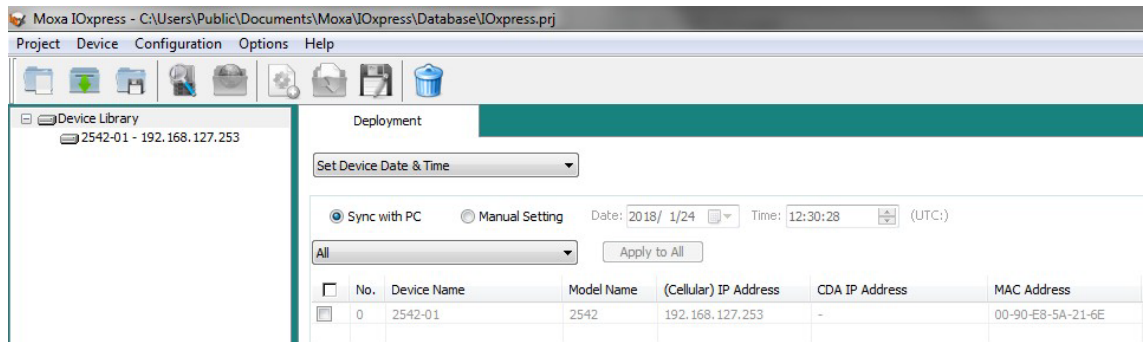 Moxa IOxpress - C:\Users\Public\Documents\Moxa\IOxpress\Database\IOxpress.prj
Project Device Configuration Options Help
Device Library
2542-01 - 192.168.127.253
Deployment
Set Device Date & Time
Sync with PC Manual Setting Date: 2018/ 1/24 Time: 12:30:28 (UTC:)
All Apply to All
No. Device Name Model Name (Cellular) IP Address CDA IP Address MAC Address
0 2542-01 2542 192.168.127.253 - 00-90-E8-5A-21-6E